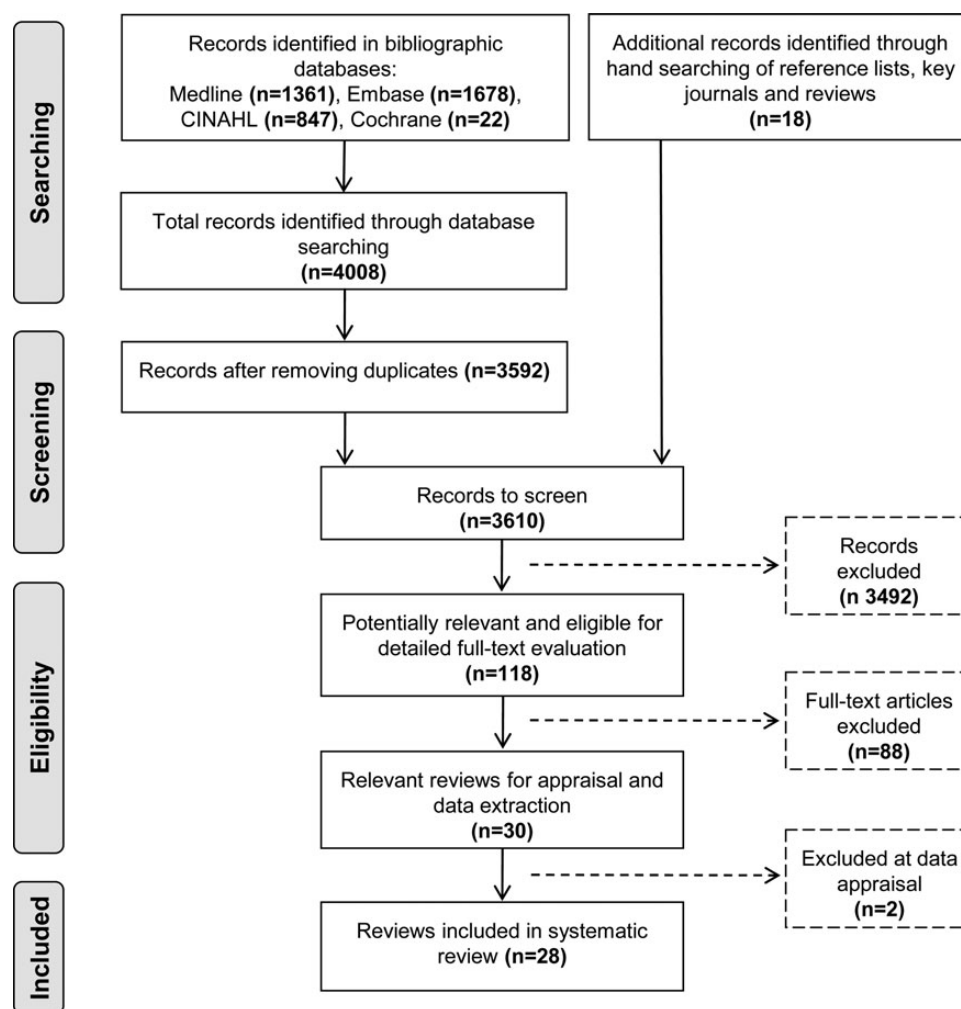 Searching
Records identified in bibliographic
databases:
Medline (n=1361), Embase (n=1678),
CINAHL (n=847), Cochrane (n=22)
Additional records identified through
hand searching of reference lists, key
journals and reviews
(n=18)
Total records identified through database
searching
(n=4008)
Screening
Records after removing duplicates (n=3592)
Records to screen
(n=3610)
Records
excluded
(n 3492)
Eligibility
Potentially relevant and eligible for
detailed full-text evaluation
(n=118)
Full-text articles
excluded
(n=88)
Relevant reviews for appraisal and
data extraction
(n=30)
Excluded at data
appraisal
(n=2)
Included
Reviews included in systematic
review (n=28)